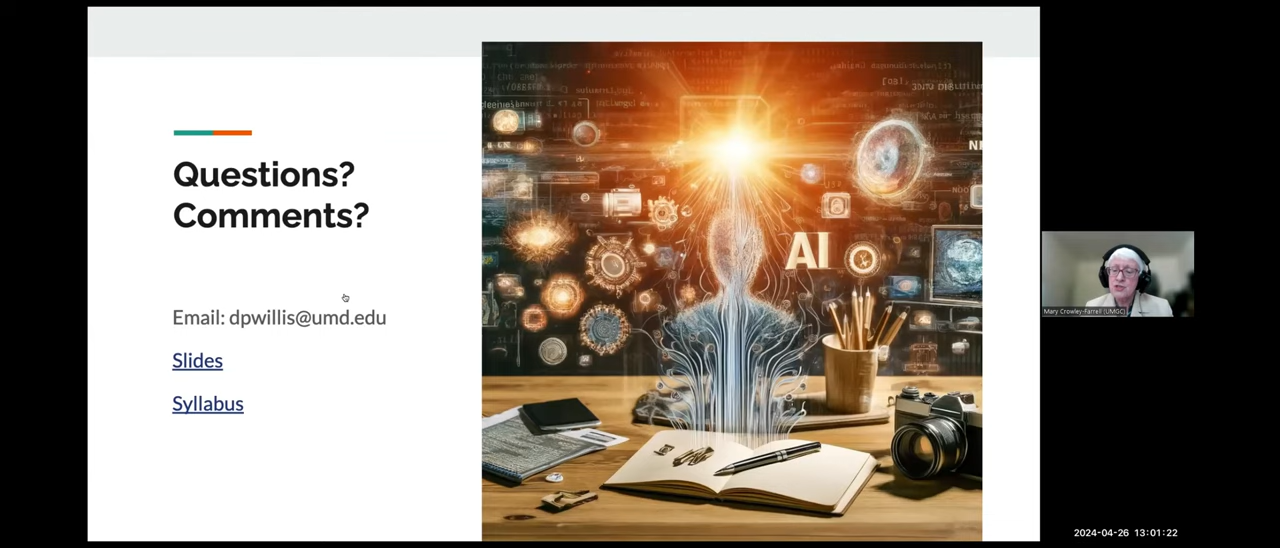 Questions?
Comments?
Email: dpwillis@umd.edu
Slides
Syllabus
AI
Mary Crowley-Farrell (UMGC)
2024-04-26 13:01:22